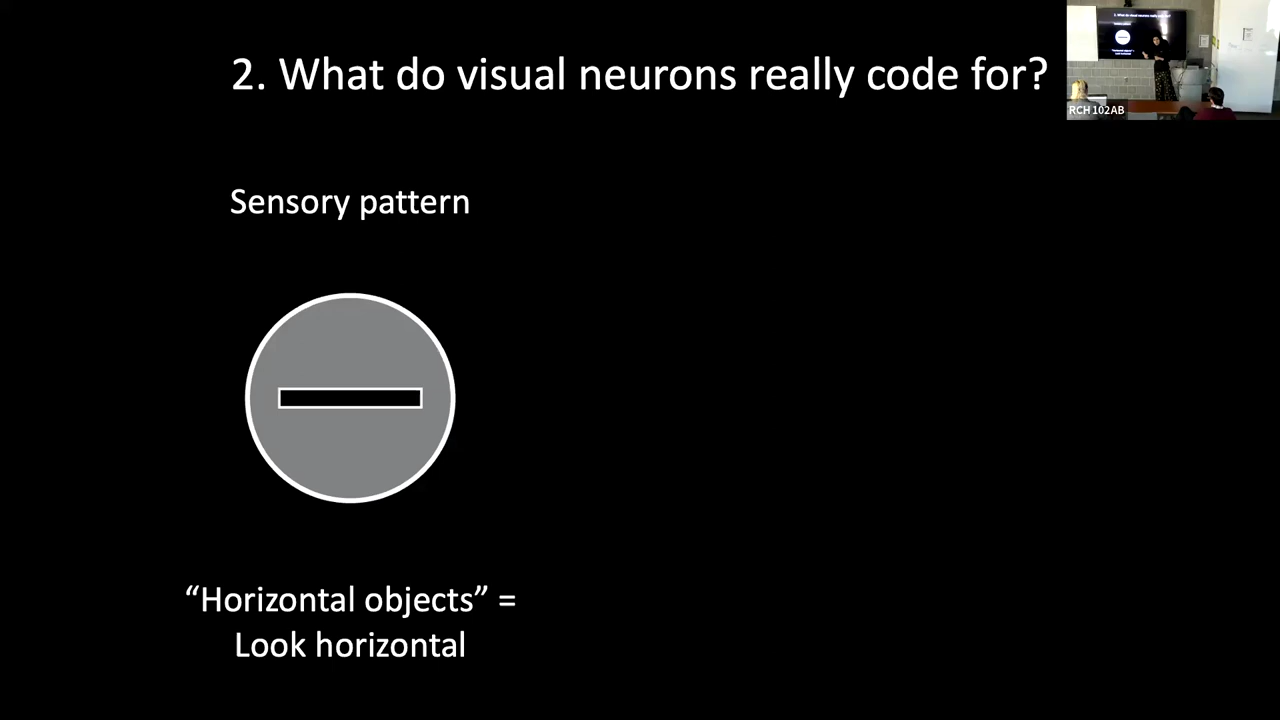 2. What do visual neurons really code for?
Sensory pattern
“Horizontal objects” =
Look horizontal
RCH 102AB